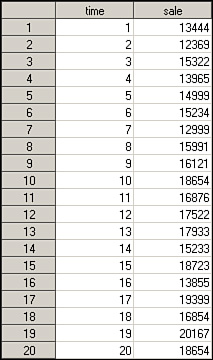 time sale
1 1 13444
2 2 12369
3 3 15322
4 4 13965
5 5 14999
6 6 15234
7 7 12999
8 8 15991
9 9 16121
10 10 18654
11 11 16876
12 12 17522
13 13 17933
14 14 15233
15 15 18723
16 16 13855
17 17 19399
18 18 16854
19 19 20167
20 20 18654